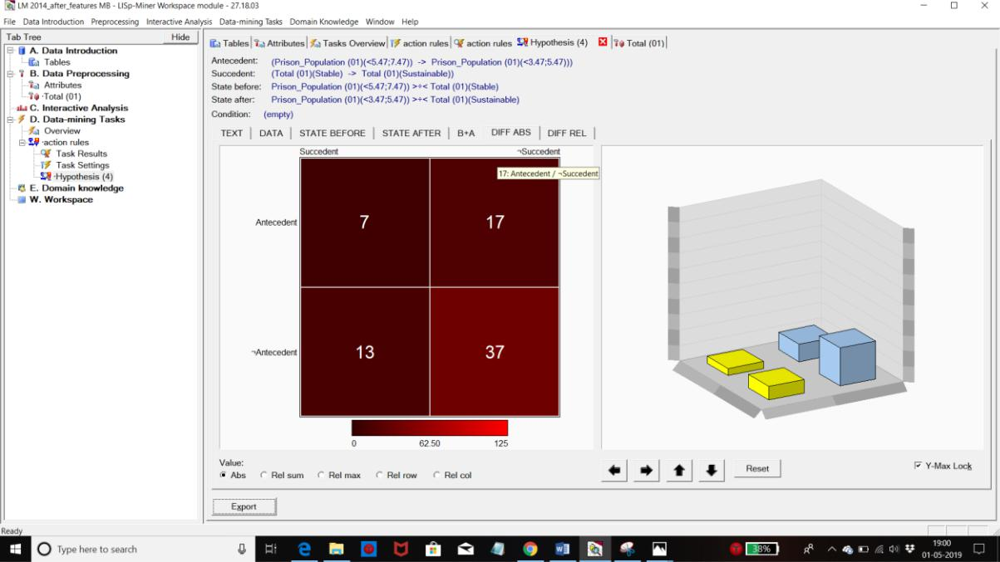 LM 2014_after_features MB - LISp-Miner Workspace module - 27.18.03
File Data Introduction Preprocessing Interactive Analysis Data-mining Tasks Domain Knowledge Window Help
Tab Tree Hide
A. Data Introduction
Tables
B. Data Preprocessing
Attributes
·Total (01)
C. Interactive Analysis
D. Data-mining Tasks
Overview
·action rules
Task Results
Task Settings
·Hypothesis (4)
E. Domain knowledge
W. Workspace
Tables Attributes Tasks Overview action rules action rules Hypothesis (4) Total (01)
Antecedent: (Prison_Population (01)(<5.47;7.47)) -> Prison_Population (01)(<3.47;5.47)))
Succedent: (Total (01)(Stable) -> Total (01)(Sustainable))
State before: Prison_Population (01)(<5.47;7.47)) >÷< Total (01)(Stable)
State after: Prison_Population (01)(<3.47;5.47)) >÷< Total (01)(Sustainable)
Condition: (empty)
TEXT DATA STATE BEFORE STATE AFTER B+A DIFF ABS DIFF REL
Succedent ¬Succedent
17: Antecedent / ¬Succedent
Antecedent 7 17
¬Antecedent 13 37
0 62.50 125
Value:
Abs Rel sum Rel max Rel row Rel col
Reset
Y-Max Lock
Export
Ready
Type here to search
38%
19:00
01-05-2019